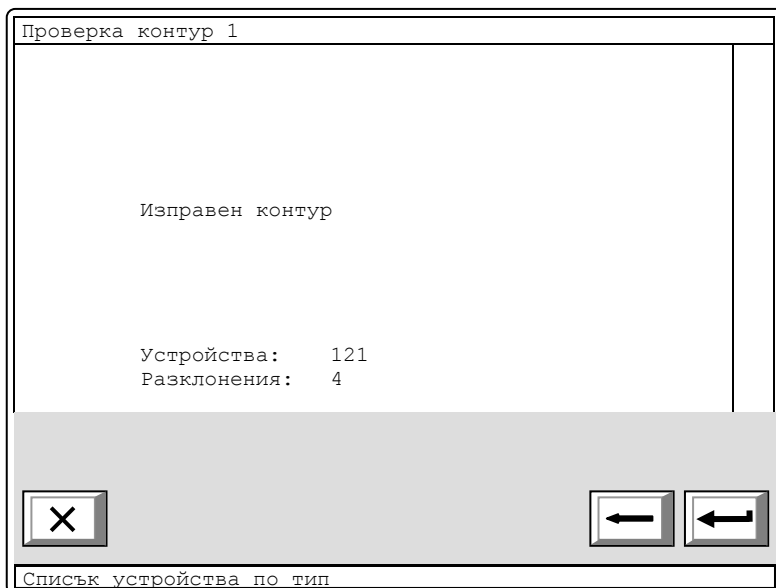 Проверка контур 1
Изправен контур
Устройства: 121
Разклонения: 4
Списък устройства по тип